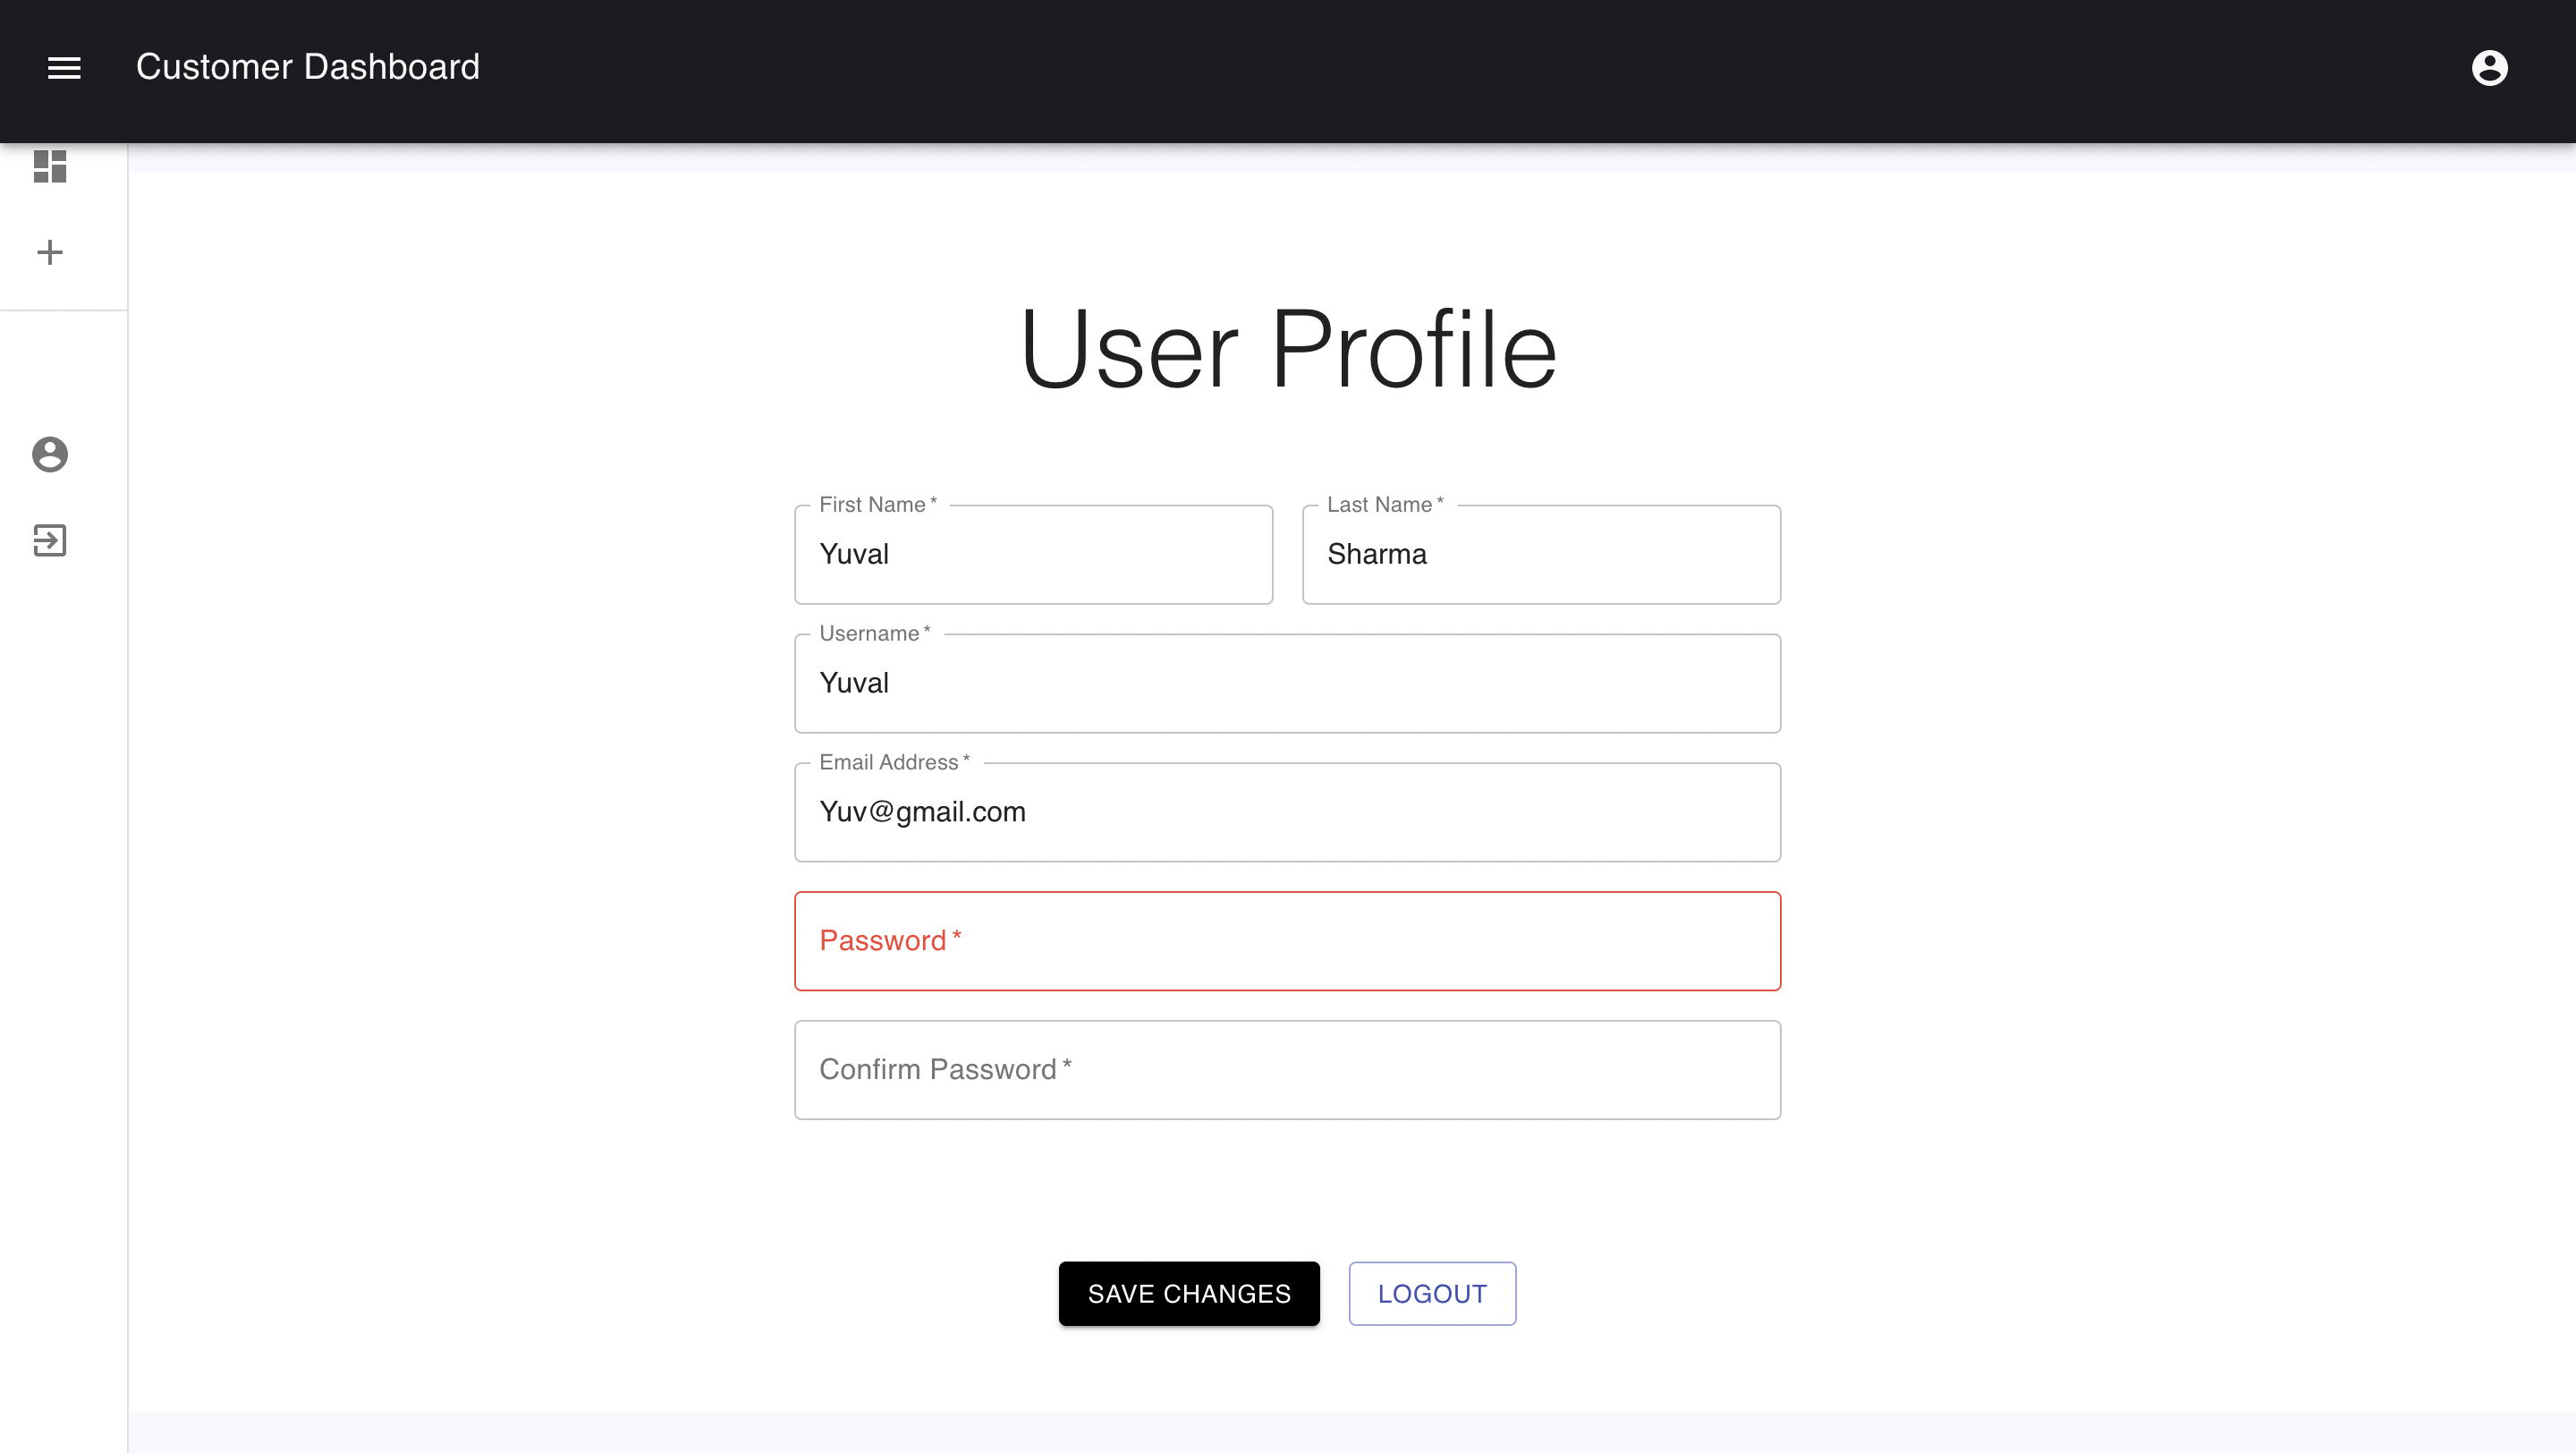 Customer Dashboard
User Profile
First Name *
Last Name *
Yuval
Sharma
Username *
Yuval
Email Address *
Yuv@gmail.com
Password *
Confirm Password *
SAVE CHANGES
LOGOUT